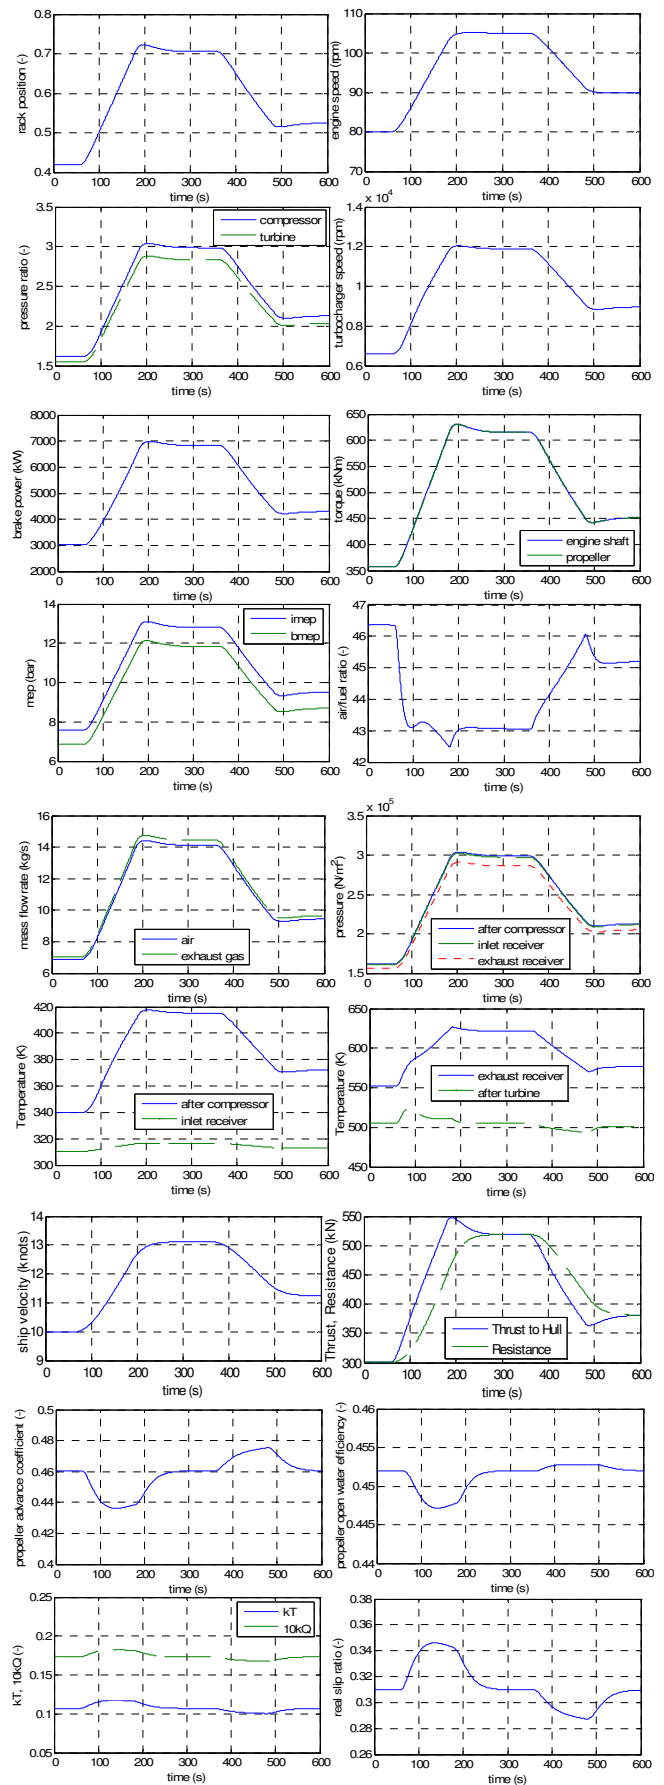 rack position (-)
0.8
0.7
0.6
0.5
0.4
0 100 200 300 400 500 600
time (s)
engine speed (rpm)
110
100
90
80
70
0 100 200 300 400 500 600
time (s)
pressure ratio (-)
3.5
3
2.5
2
1.5
compressor
turbine
0 100 200 300 400 500 600
time (s)
turbocharger speed (rpm)
x 10^4
1.4
1.2
1
0.8
0.6
0 100 200 300 400 500 600
time (s)
brake power (kW)
8000
7000
6000
5000
4000
3000
2000
0 100 200 300 400 500 600
time (s)
torque (kNm)
650
600
550
500
450
400
350
engine shaft
propeller
0 100 200 300 400 500 600
time (s)
mep (bar)
14
12
10
8
6
imep
bmep
0 100 200 300 400 500 600
time (s)
air/fuel ratio (-)
47
46
45
44
43
42
0 100 200 300 400 500 600
time (s)
mass flow rate (kg/s)
16
14
12
10
8
6
air
exhaust gas
0 100 200 300 400 500 600
time (s)
pressure (N/m²)
x 10^5
3.5
3
2.5
2
1.5
after compressor
inlet receiver
exhaust receiver
0 100 200 300 400 500 600
time (s)
Temperature (K)
420
400
380
360
340
320
300
after compressor
inlet receiver
0 100 200 300 400 500 600
time (s)
Temperature (K)
650
600
550
500
450
exhaust receiver
after turbine
0 100 200 300 400 500 600
time (s)
ship velocity (knots)
14
13
12
11
10
9
0 100 200 300 400 500 600
time (s)
Thrust, Resistance (kN)
550
500
450
400
350
300
Thrust to Hull
Resistance
0 100 200 300 400 500 600
time (s)
propeller advance coefficient (-)
0.5
0.48
0.46
0.44
0.42
0.4
0 100 200 300 400 500 600
time (s)
propeller open water efficiency (-)
0.46
0.455
0.45
0.445
0.44
0 100 200 300 400 500 600
time (s)
kT, 10kQ (-)
0.25
0.2
0.15
0.1
0.05
kT
10kQ
0 100 200 300 400 500 600
time (s)
real slip ratio (-)
0.38
0.36
0.34
0.32
0.3
0.28
0.26
0 100 200 300 400 500 600
time (s)